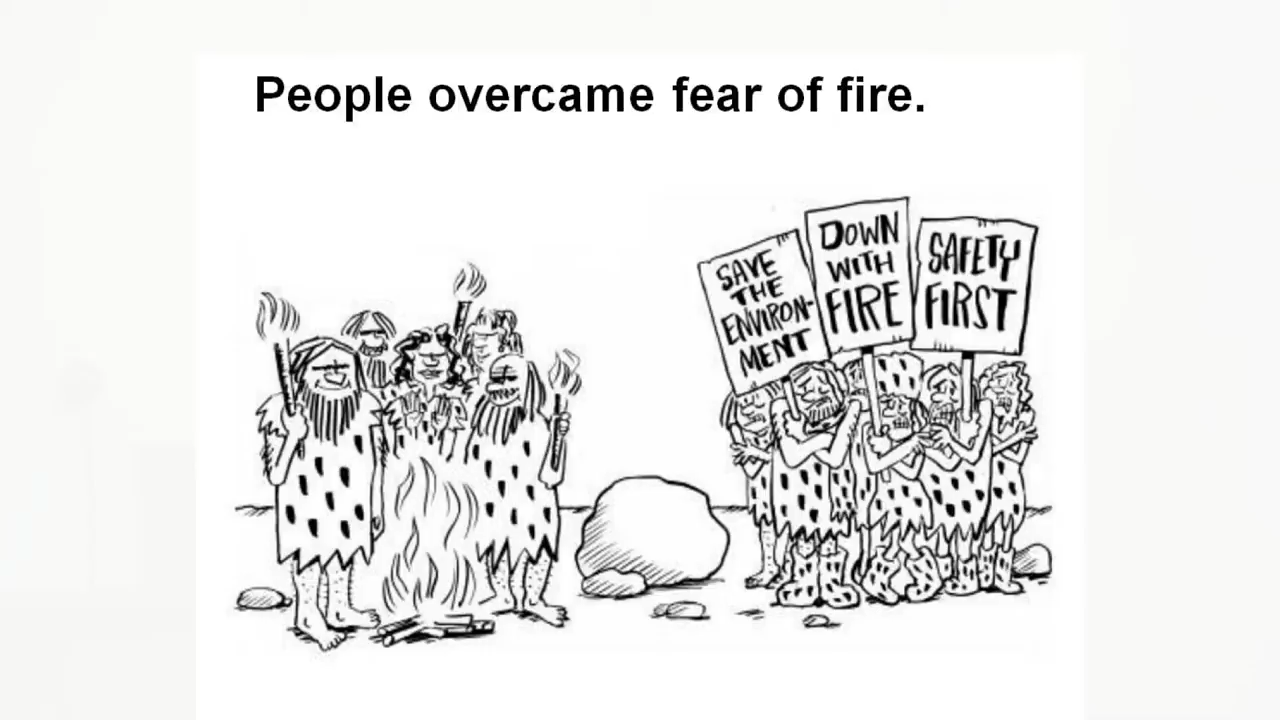 People overcame fear of fire.
SAVE
THE
ENVIRON-
MENT
DOWN
WITH
FIRE
SAFETY
FIRST